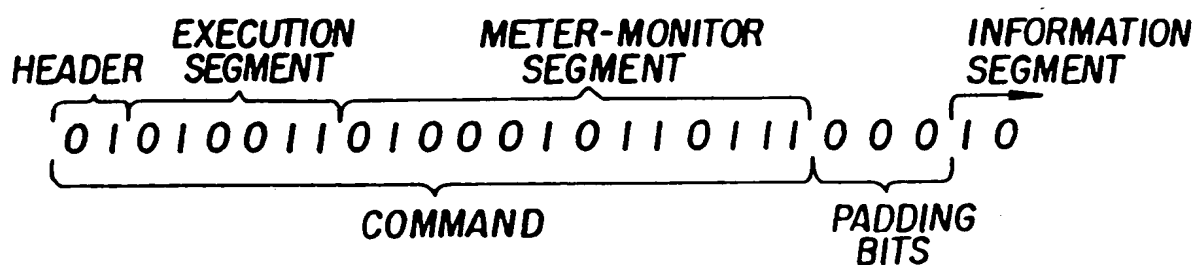 HEADER
EXECUTION
SEGMENT
METER-MONITOR
SEGMENT
INFORMATION
SEGMENT
0 1 0 1 0 0 1 1 0 1 0 0 0 1 0 1 1 0 1 1 1 0 0 0 1 0
COMMAND
PADDING
BITS